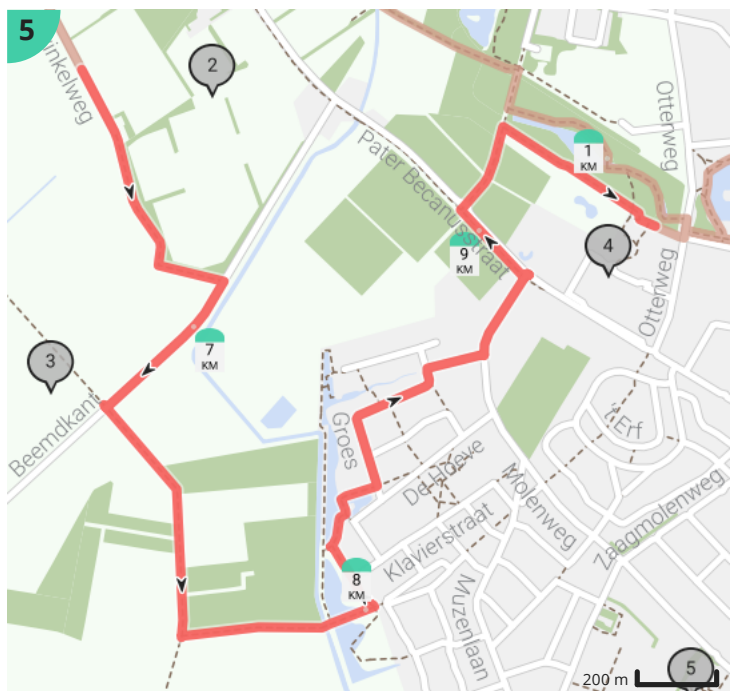 5
inkelweg
2
Otterweg
1
KM
Pater Becanusstraat
4
9
KM
Otterweg
7
KM
3
Beemdkant
Groes
't Erf
De Hoeve
Molenweg
Zaagmolenweg
Klavierstraat
8
KM
Muzenlaan
5
200 m